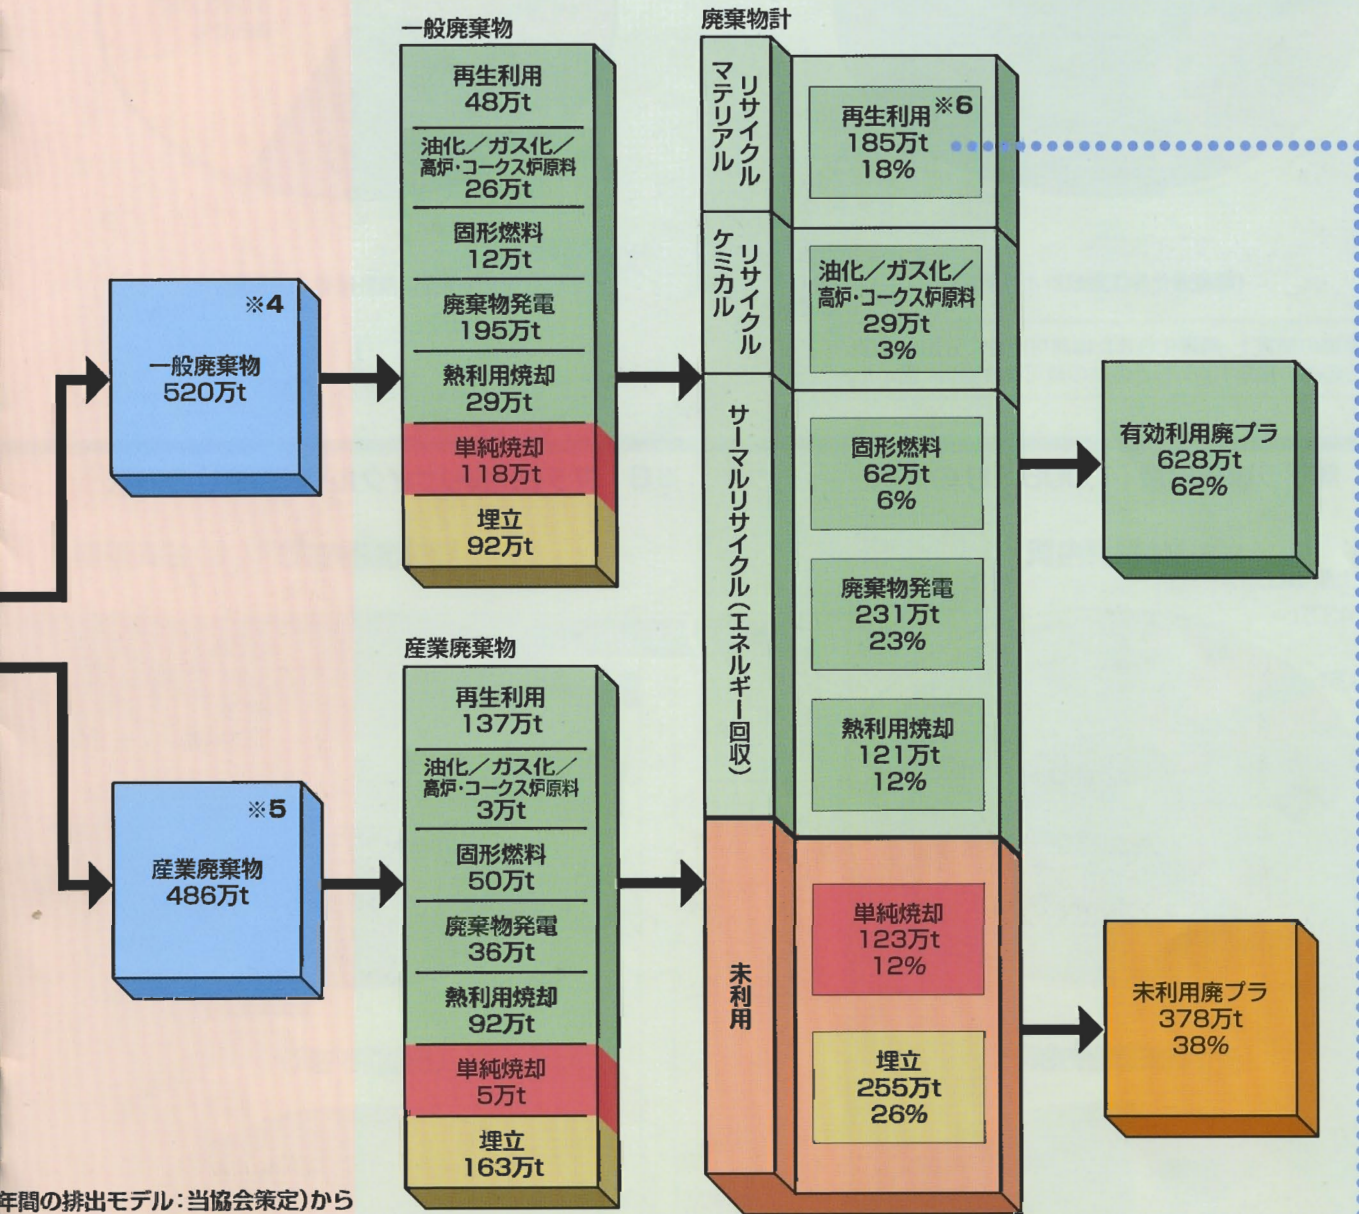 一般廃棄物
再生利用
48万t
油化／ガス化／
高炉・コークス炉原料
26万t
固形燃料
12万t
廃棄物発電
195万t
熱利用焼却
29万t
単純焼却
118万t
埋立
92万t
※4
一般廃棄物
520万t
産業廃棄物
再生利用
137万t
油化／ガス化／
高炉・コークス炉原料
3万t
固形燃料
50万t
廃棄物発電
36万t
熱利用焼却
92万t
単純焼却
5万t
埋立
163万t
※5
産業廃棄物
486万t
廃棄物計
マテリアル
リサイクル
再生利用※6
185万t
18%
ケミカル
リサイクル
油化／ガス化／
高炉・コークス炉原料
29万t
3%
サーマルリサイクル（エネルギー回収）
固形燃料
62万t
6%
廃棄物発電
231万t
23%
熱利用焼却
121万t
12%
未利用
単純焼却
123万t
12%
埋立
255万t
26%
有効利用廃プラ
628万t
62%
未利用廃プラ
378万t
38%
年間の排出モデル：当協会策定)から